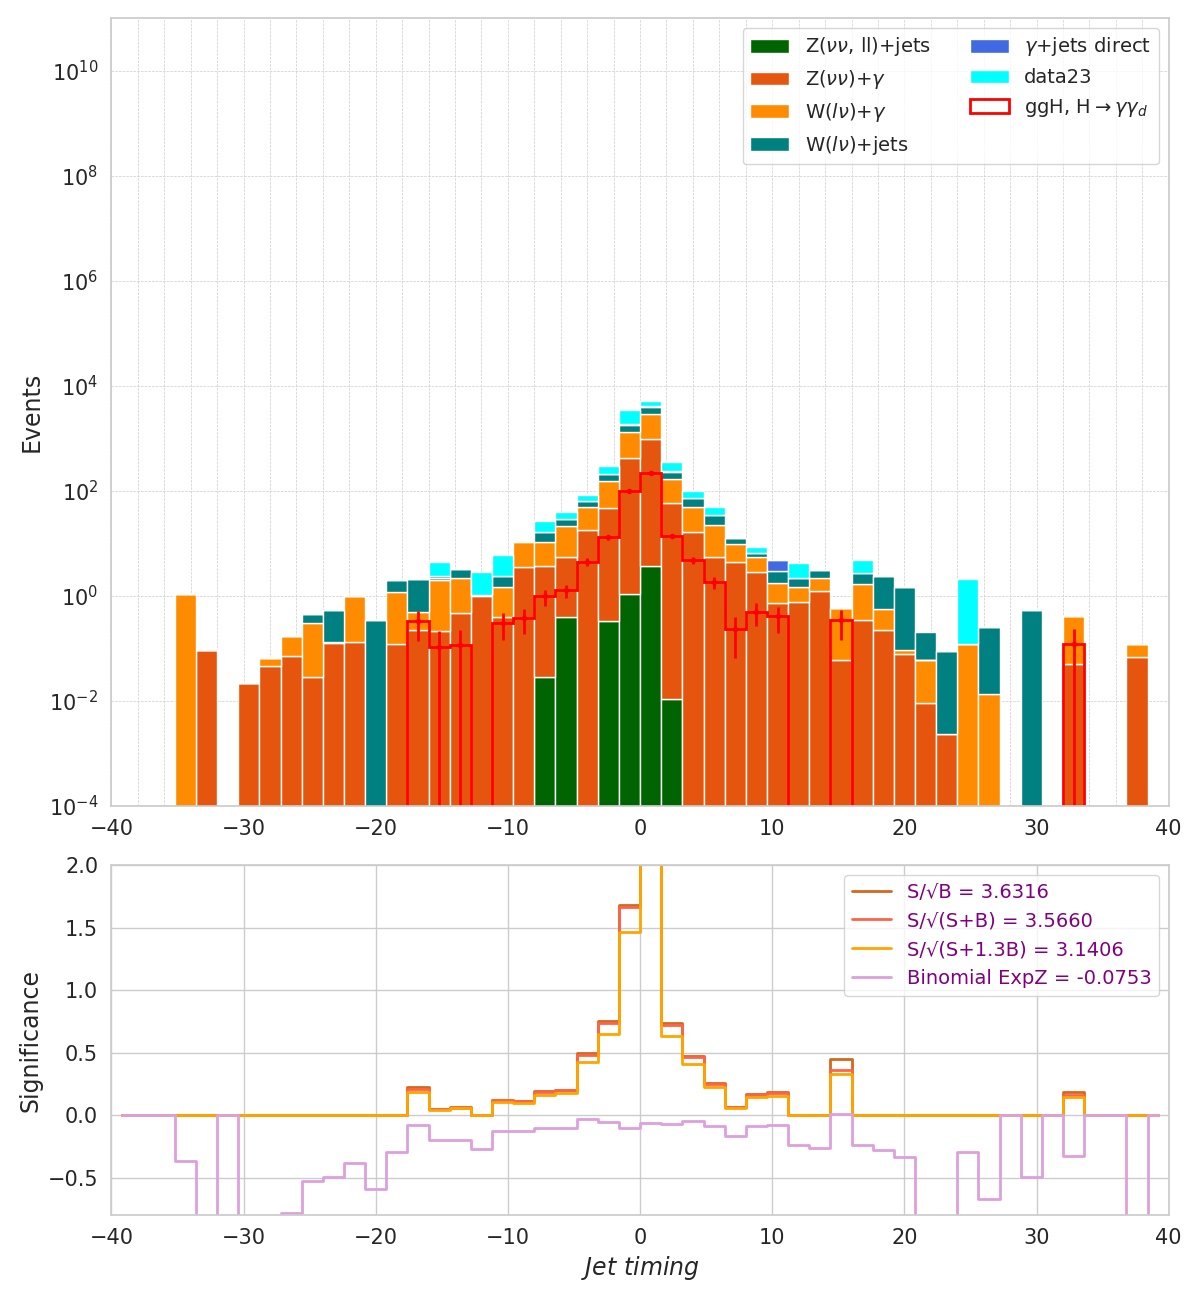 Z(νν, ll)+jets
Z(νν)+γ
W(lν)+γ
W(lν)+jets
γ+jets direct
data23
ggH, H→γγ_d
Events
10^10
10^8
10^6
10^4
10^2
10^0
10^−2
10^−4
−40 −30 −20 −10 0 10 20 30 40
S/√B = 3.6316
S/√(S+B) = 3.5660
S/√(S+1.3B) = 3.1406
Binomial ExpZ = -0.0753
Significance
2.0
1.5
1.0
0.5
0.0
−0.5
−40 −30 −20 −10 0 10 20 30 40
Jet timing